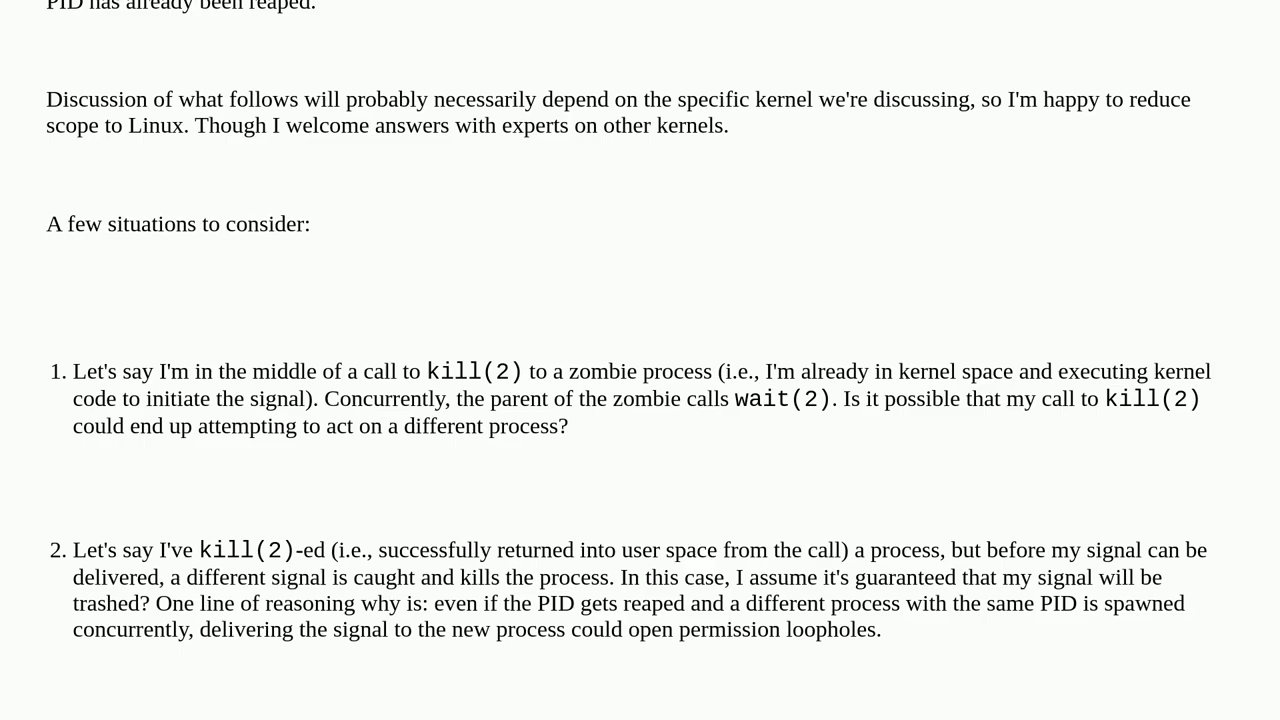 PID has already been reaped.
Discussion of what follows will probably necessarily depend on the specific kernel we're discussing, so I'm happy to reduce
scope to Linux. Though I welcome answers with experts on other kernels.
A few situations to consider:
1. Let's say I'm in the middle of a call to kill(2) to a zombie process (i.e., I'm already in kernel space and executing kernel
code to initiate the signal). Concurrently, the parent of the zombie calls wait(2). Is it possible that my call to kill(2)
could end up attempting to act on a different process?
2. Let's say I've kill(2)-ed (i.e., successfully returned into user space from the call) a process, but before my signal can be
delivered, a different signal is caught and kills the process. In this case, I assume it's guaranteed that my signal will be
trashed? One line of reasoning why is: even if the PID gets reaped and a different process with the same PID is spawned
concurrently, delivering the signal to the new process could open permission loopholes.